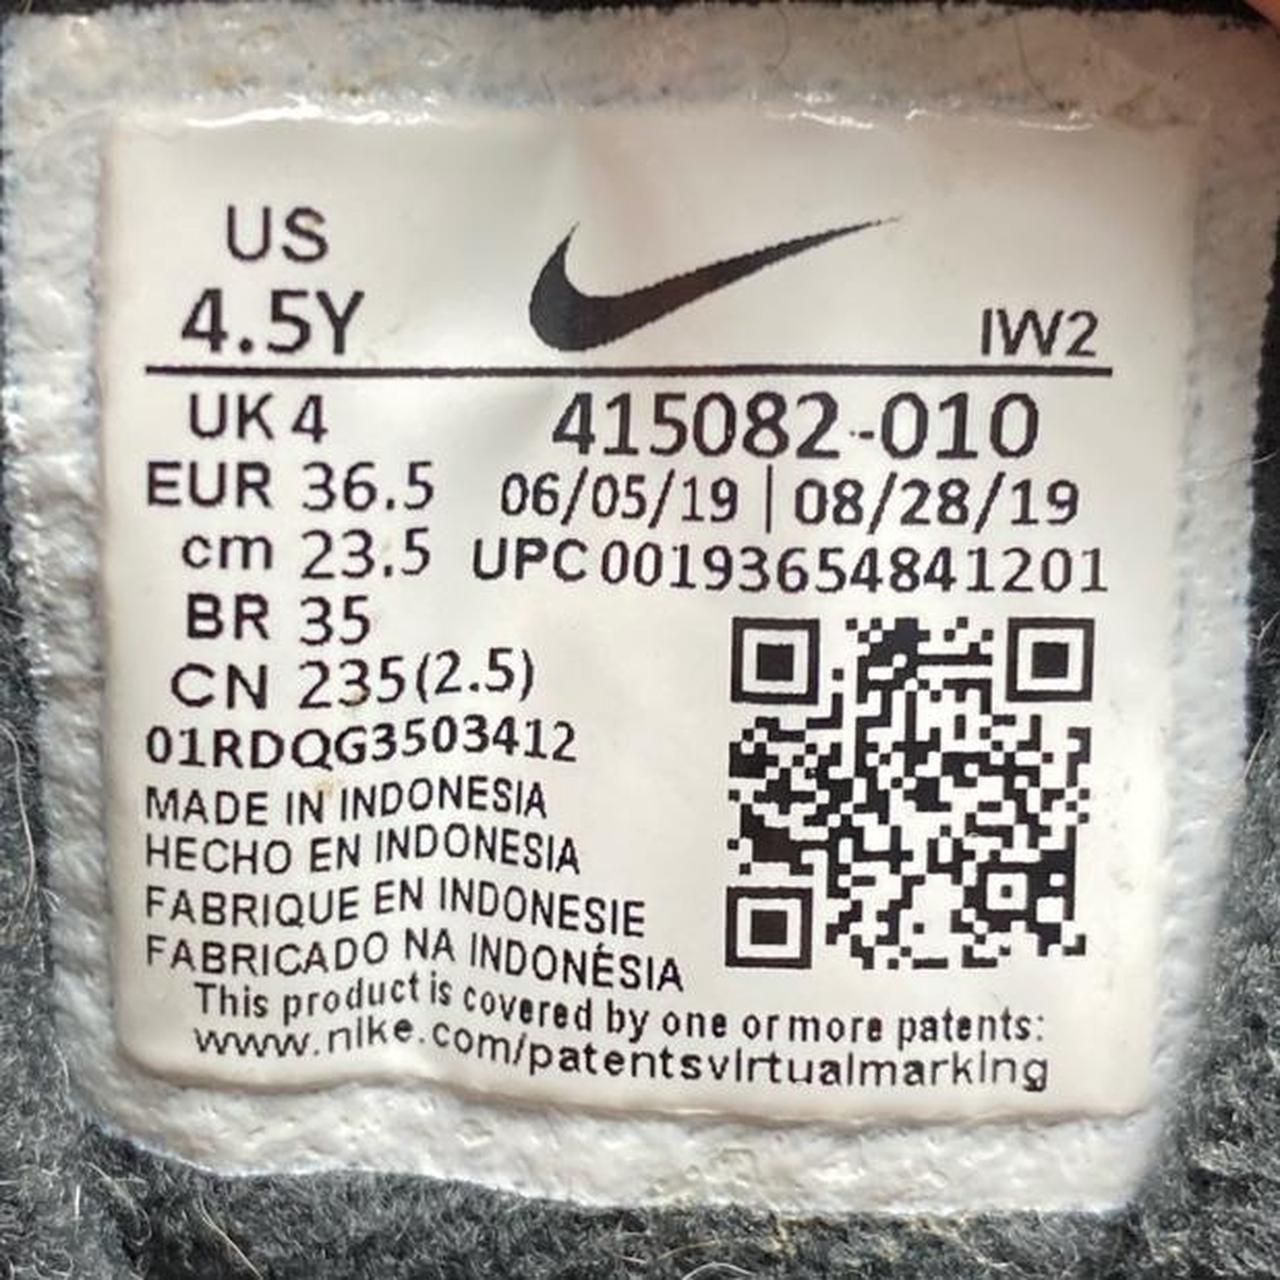 US
4.5Y
IW2
UK 4
415082-010
EUR 36.5
06/05/19 | 08/28/19
cm 23.5
UPC 00193654841201
BR 35
CN 235(2.5)
01RDQG3503412
MADE IN INDONESIA
HECHO EN INDONESIA
FABRIQUE EN INDONESIE
FABRICADO NA INDONÉSIA
This product is covered by one or more patents:
www.nike.com/patentsvirtualmarking